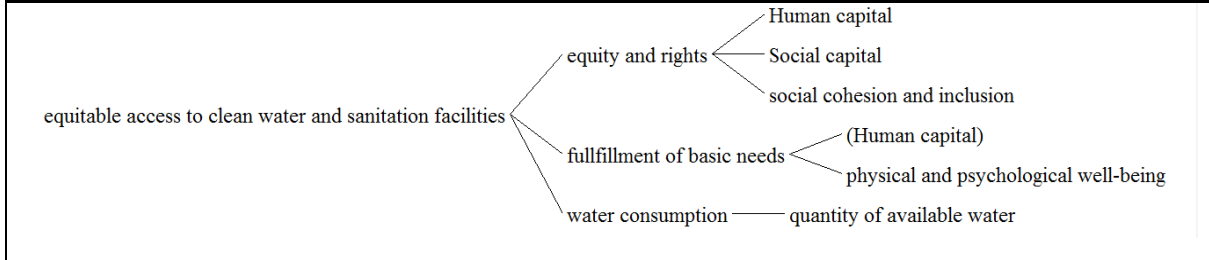 Human capital
equity and rights
Social capital
social cohesion and inclusion
equitable access to clean water and sanitation facilities
(Human capital)
fullfillment of basic needs
physical and psychological well-being
water consumption
quantity of available water